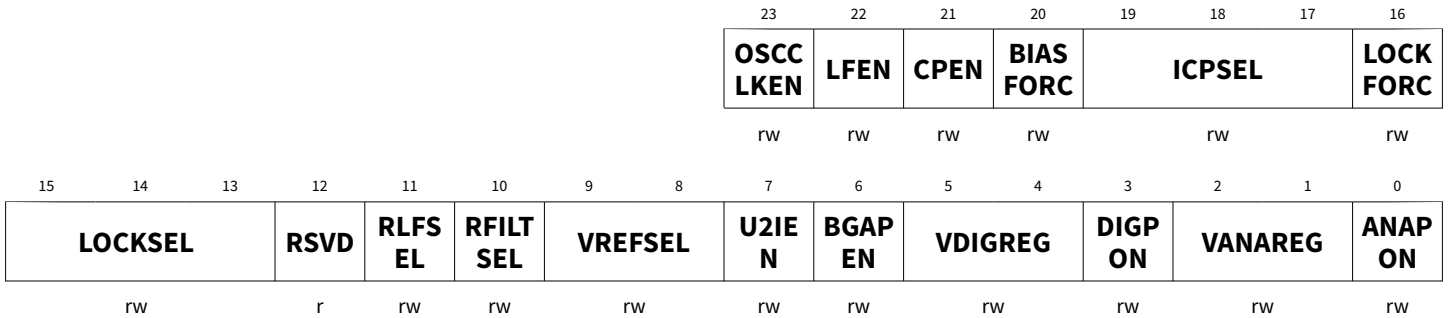 23 22 21 20 19 18 17 16
OSCC LFEN CPEN BIAS ICPSEL LOCK
LKEN FORC FORC
rw rw rw rw rw rw
15 14 13 12 11 10 9 8 7 6 5 4 3 2 1 0
LOCKSEL RSVD RLFS RFILT VREFSEL U2IE BGAP VDIGREG DIGP VANAREG ANAP
EL SEL N EN ON ON
rw r rw rw rw rw rw rw rw rw rw